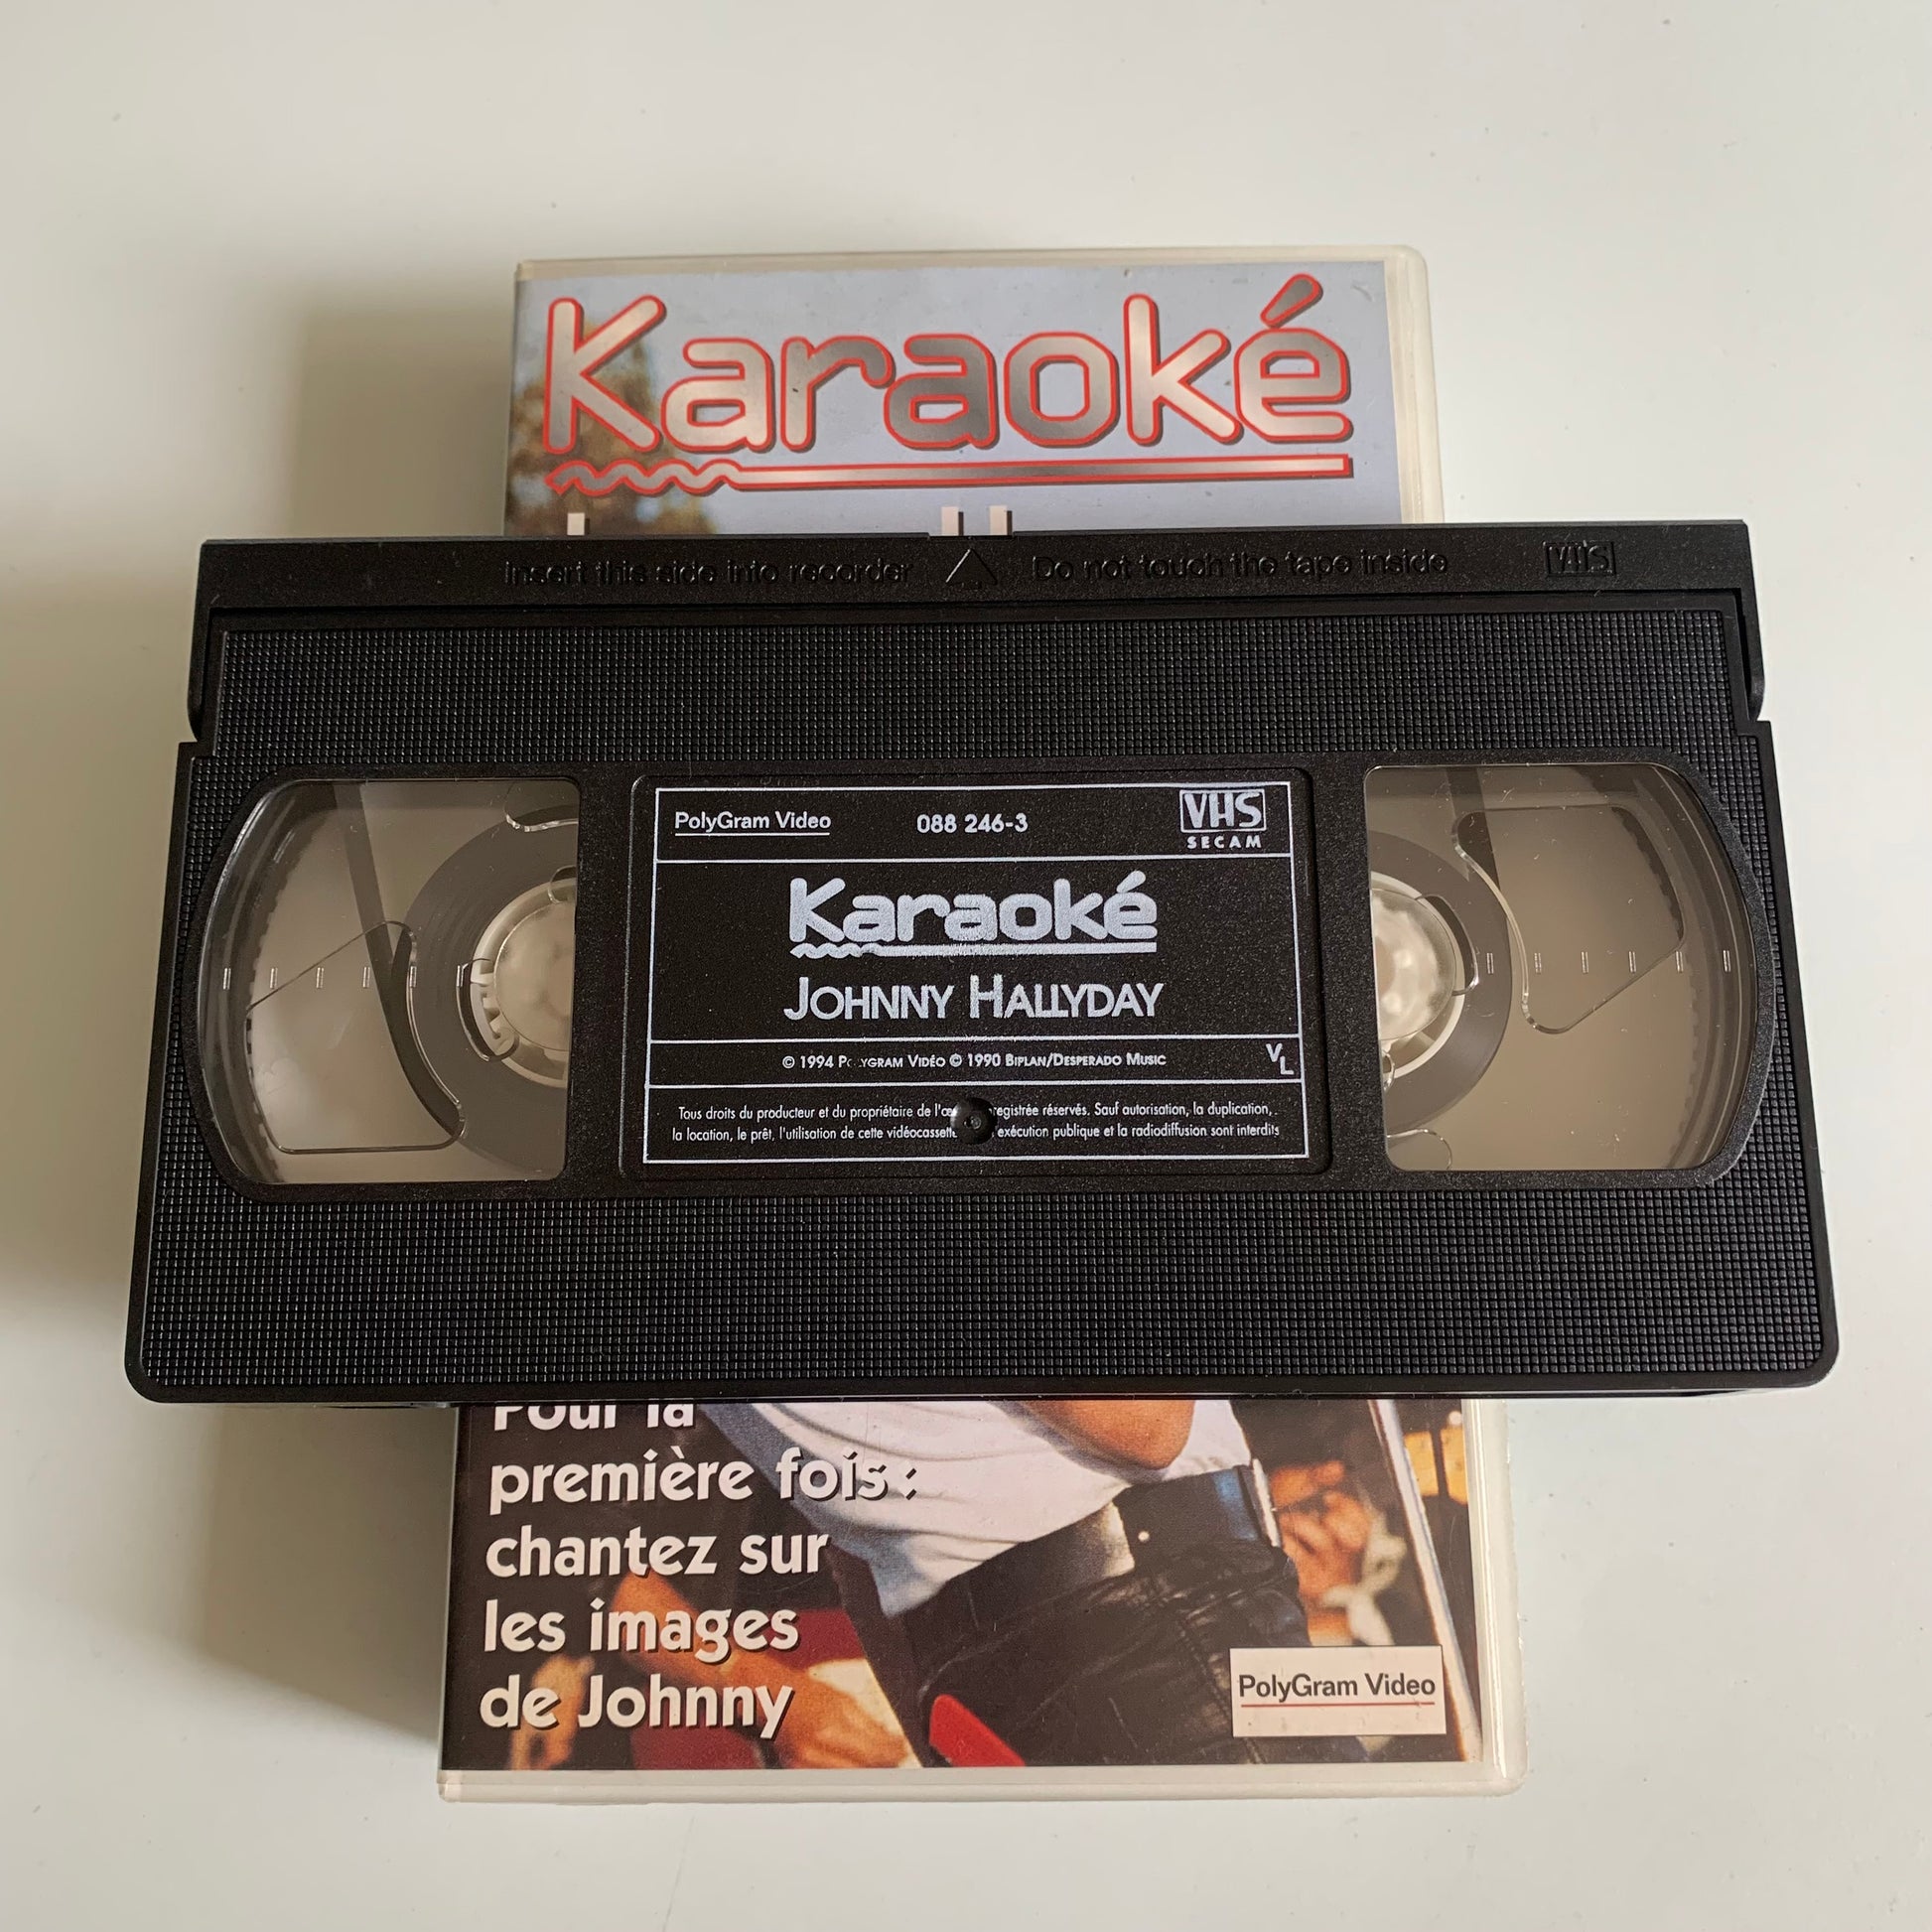 Karaoké
Insert this side into recorder
Do not touch the tape inside
VHS
PolyGram Video
088 246-3
VHS
SECAM
Karaoké
JOHNNY HALLYDAY
© 1994 VIDÉO © 1990 BIPLAN/DESPERADO MUSIC
VL
Tous droits du producteur et du propriétaire de réservés. Sauf autorisation, la duplication,
la location, le prêt, l'utilisation de cette exécution publique et la radiodiffusion sont interdits
Pour la
première fois :
chantez sur
les images
de Johnny
PolyGram Video